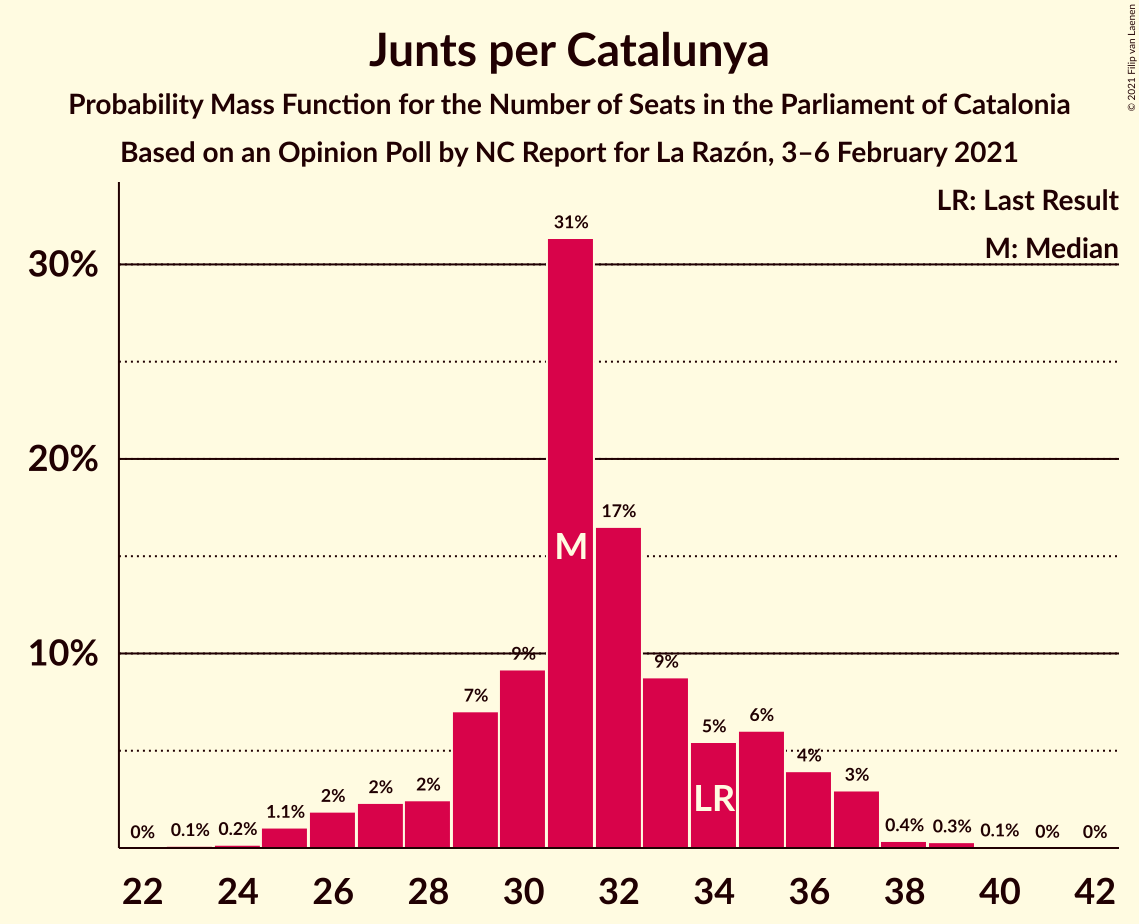 Junts per Catalunya
Probability Mass Function for the Number of Seats in the Parliament of Catalonia
Based on an Opinion Poll by NC Report for La Razón, 3–6 February 2021
© 2021 Filip van Laenen
LR: Last Result
M: Median
30%
20%
10%
0%
0.1%
0.2%
1.1%
2%
2%
2%
7%
9%
31%
17%
9%
5%
6%
4%
3%
0.4%
0.3%
0.1%
0%
0%
M
LR
22 24 26 28 30 32 34 36 38 40 42